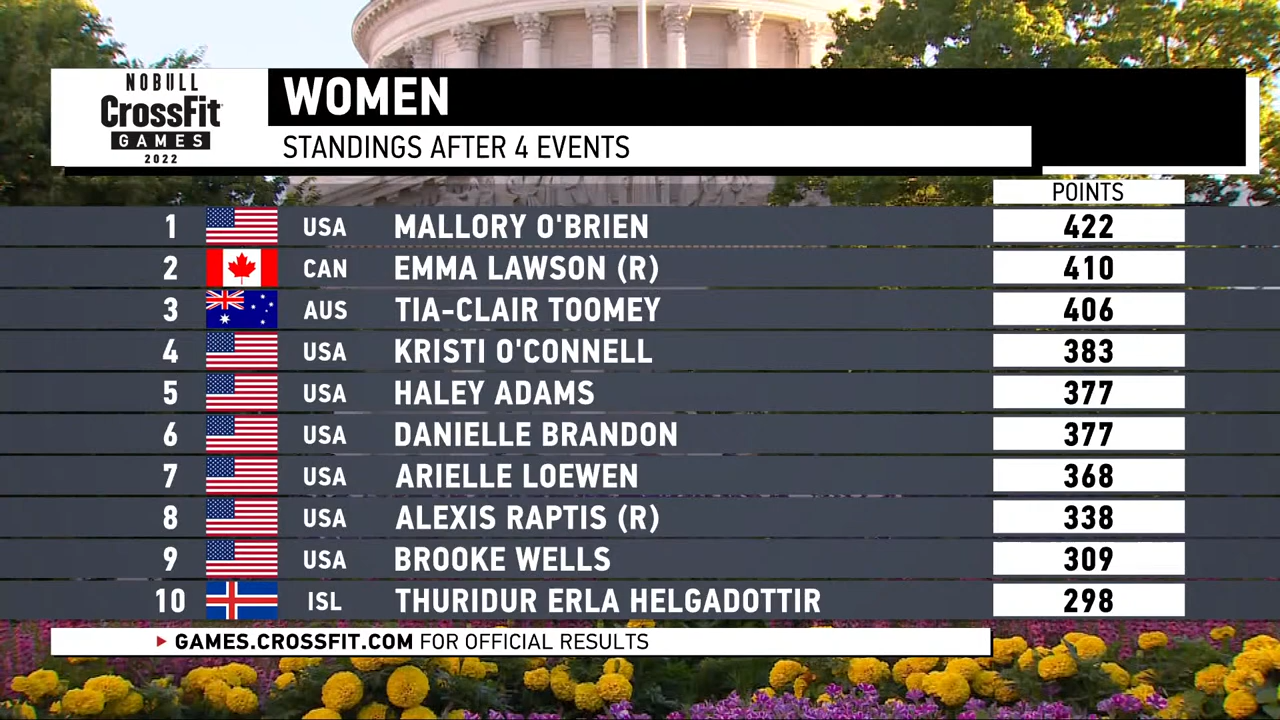 NOBULL
CrossFit
GAMES
2022
WOMEN
STANDINGS AFTER 4 EVENTS
POINTS
1 USA MALLORY O'BRIEN 422
2 CAN EMMA LAWSON (R) 410
3 AUS TIA-CLAIR TOOMEY 406
4 USA KRISTI O'CONNELL 383
5 USA HALEY ADAMS 377
6 USA DANIELLE BRANDON 377
7 USA ARIELLE LOEWEN 368
8 USA ALEXIS RAPTIS (R) 338
9 USA BROOKE WELLS 309
10 ISL THURIDUR ERLA HELGADOTTIR 298
GAMES.CROSSFIT.COM FOR OFFICIAL RESULTS